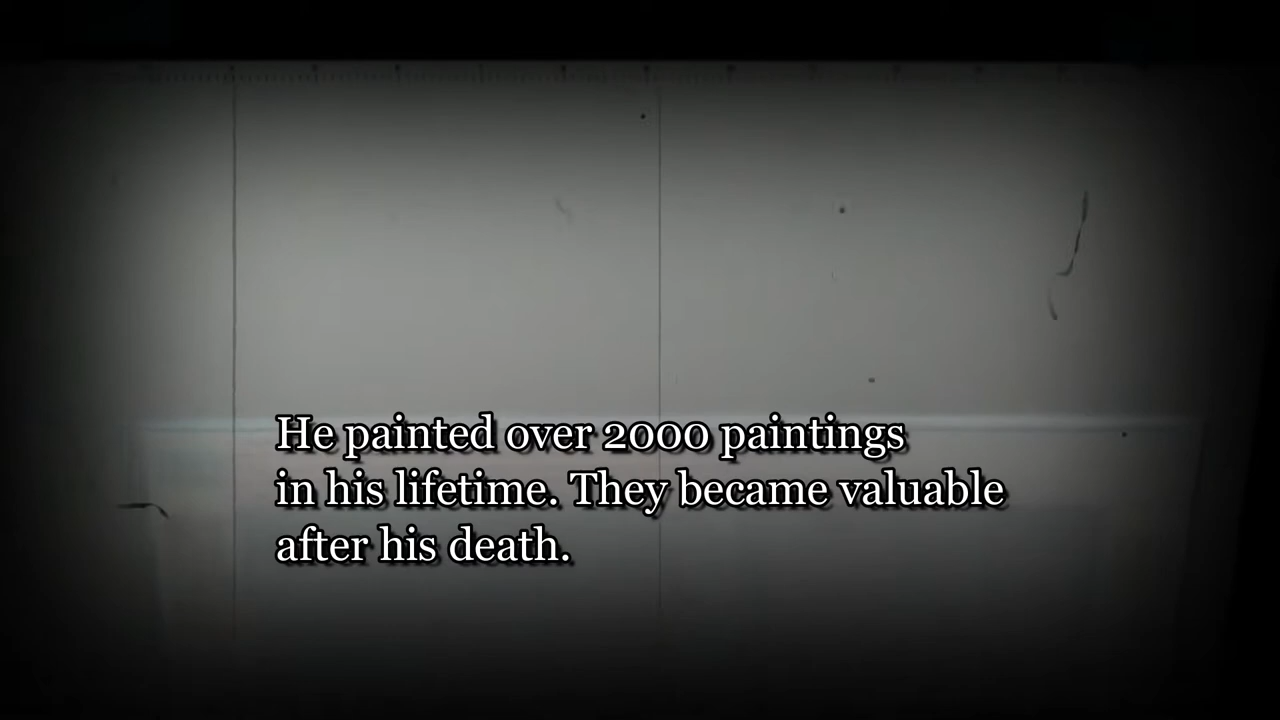 He painted over 2000 paintings
in his lifetime. They became valuable
after his death.